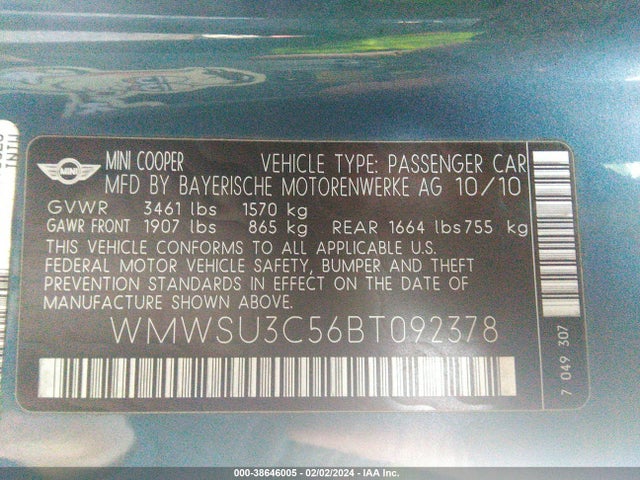 MINI
MINI COOPER VEHICLE TYPE: PASSENGER CAR
MFD BY BAYERISCHE MOTORENWERKE AG 10/10
GVWR 3461 lbs 1570 kg
GAWR FRONT 1907 lbs 865 kg REAR 1664 lbs 755 kg
THIS VEHICLE CONFORMS TO ALL APPLICABLE U.S.
FEDERAL MOTOR VEHICLE SAFETY, BUMPER AND THEFT
PREVENTION STANDARDS IN EFFECT ON THE DATE OF
MANUFACTURE SHOWN ABOVE.
WMWSU3C56BT092378
7 049 307
000-38646005 - 02/02/2024 - IAA Inc.